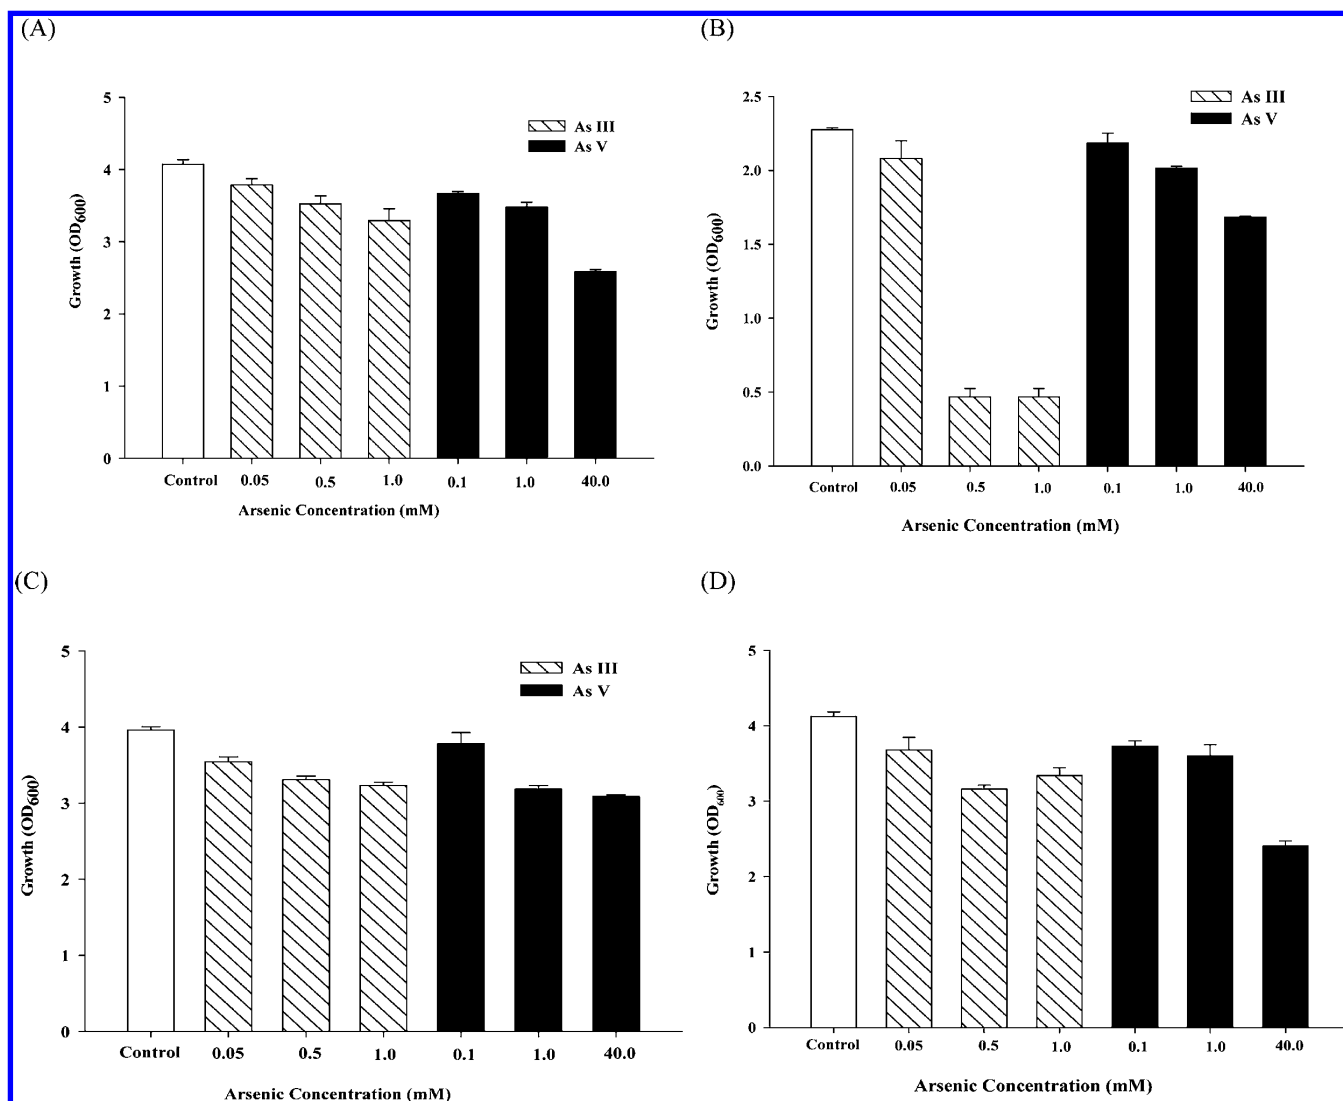 (A)
5
4
3
2
1
0
Growth (OD600)
As III
As V
Control 0.05 0.5 1.0 0.1 1.0 40.0
Arsenic Concentration (mM)
(B)
2.5
2.0
1.5
1.0
0.5
0.0
Growth (OD600)
As III
As V
Control 0.05 0.5 1.0 0.1 1.0 40.0
Arsenic Concentration (mM)
(C)
5
4
3
2
1
0
Growth (OD600)
As III
As V
Control 0.05 0.5 1.0 0.1 1.0 40.0
Arsenic Concentration (mM)
(D)
5
4
3
2
1
0
Growth (OD600)
Control 0.05 0.5 1.0 0.1 1.0 40.0
Arsenic Concentration (mM)